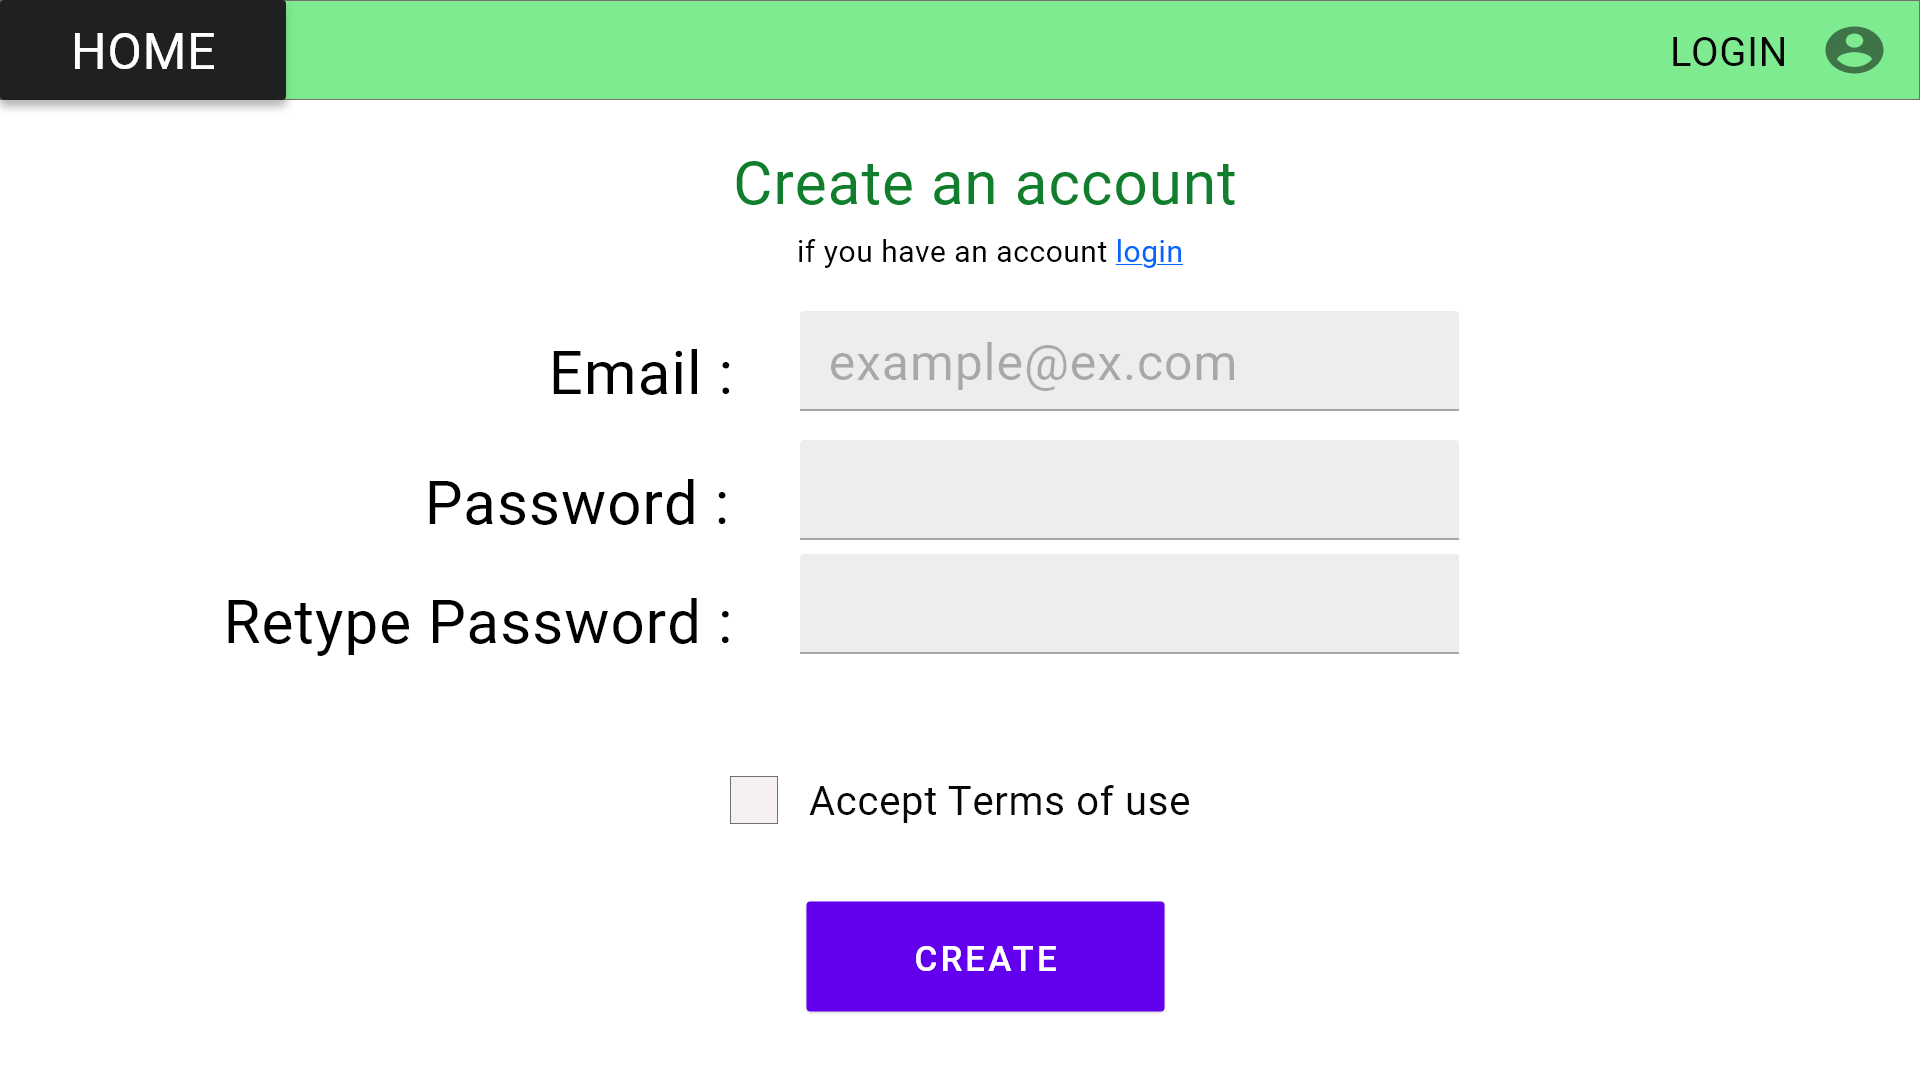 HOME
LOGIN
Create an account
if you have an account login
Email :
example@ex.com
Password :
Retype Password :
Accept Terms of use
CREATE